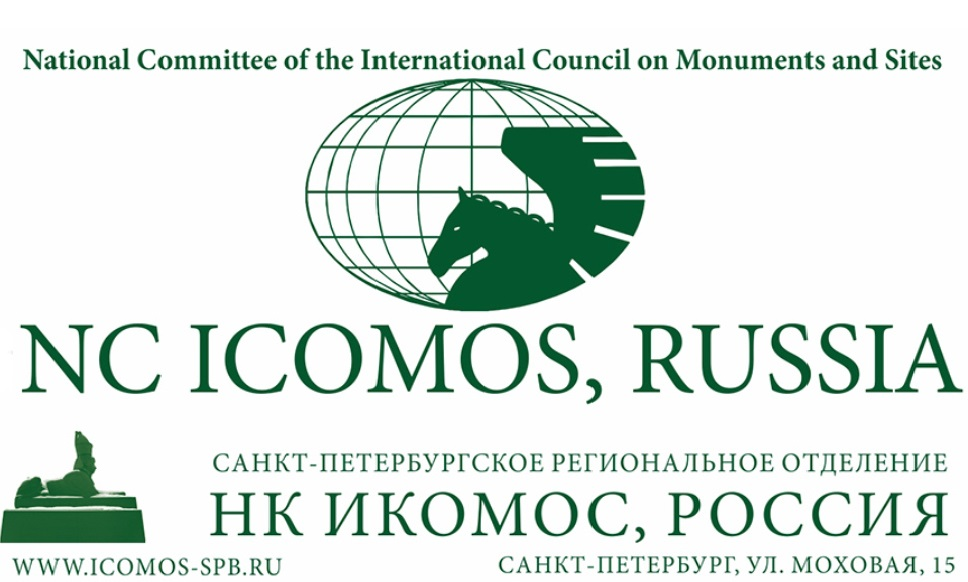 National Committee of the International Council on Monuments and Sites
NC ICOMOS, RUSSIA
САНКТ-ПЕТЕРБУРГСКОЕ РЕГИОНАЛЬНОЕ ОТДЕЛЕНИЕ
НК ИКОМОС, РОССИЯ
WWW.ICOMOS-SPB.RU
САНКТ-ПЕТЕРБУРГ, УЛ. МОХОВАЯ, 15